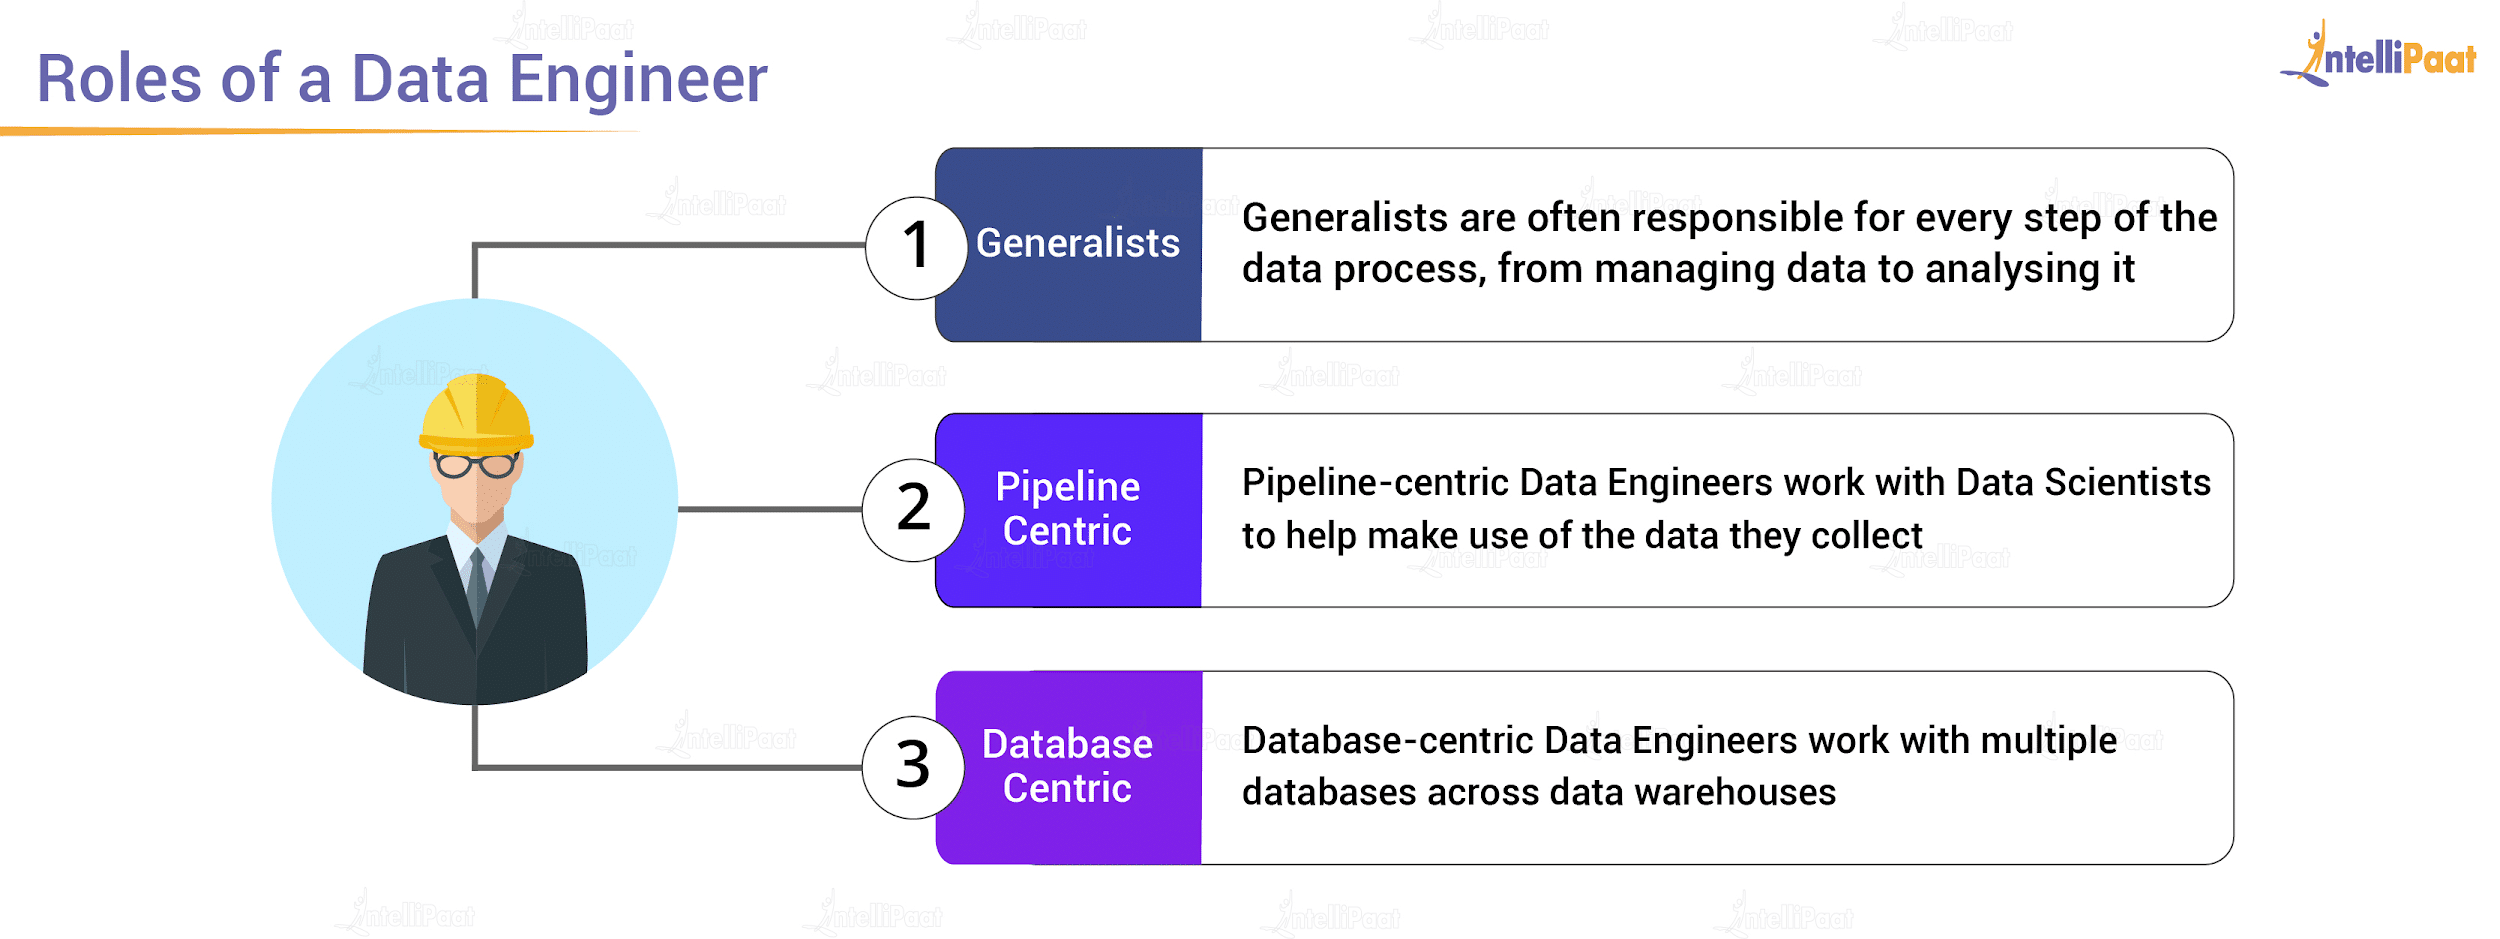 Roles of a Data Engineer
IntelliPaat
1
Generalists
Generalists are often responsible for every step of the
data process, from managing data to analysing it
2
Pipeline
Centric
Pipeline-centric Data Engineers work with Data Scientists
to help make use of the data they collect
3
Database
Centric
Database-centric Data Engineers work with multiple
databases across data warehouses